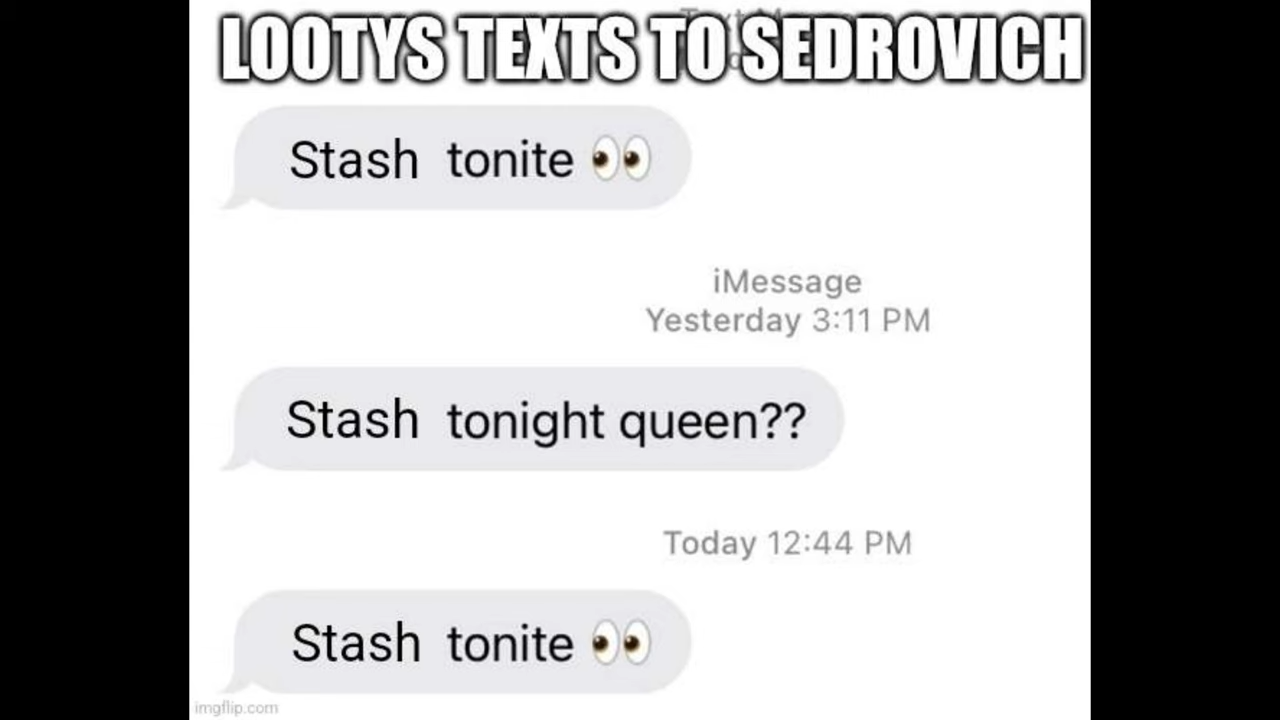 LOOTYS TEXTS TO SEDROVICH
Stash tonite 👀
iMessage
Yesterday 3:11 PM
Stash tonight queen??
Today 12:44 PM
Stash tonite 👀
imgflip.com